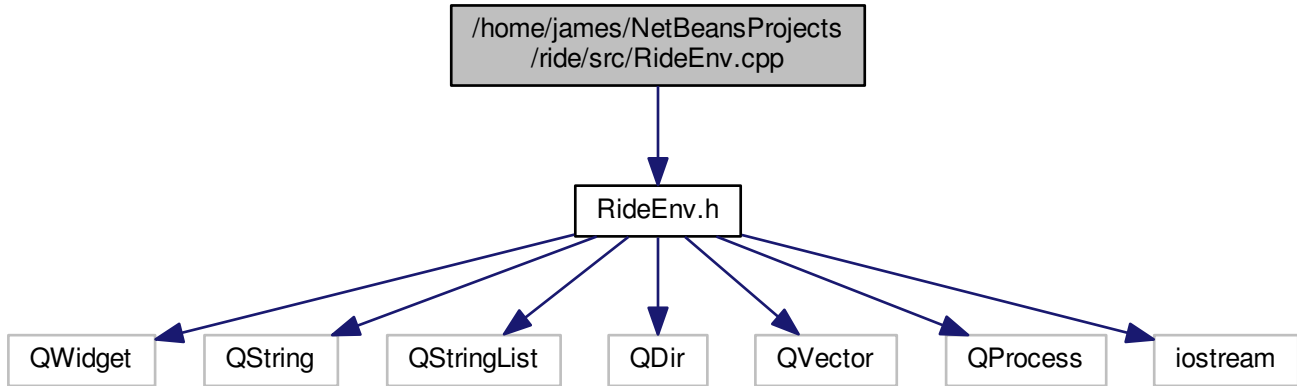 /home/james/NetBeansProjects
/ride/src/RideEnv.cpp
RideEnv.h
QWidget
QString
QStringList
QDir
QVector
QProcess
iostream